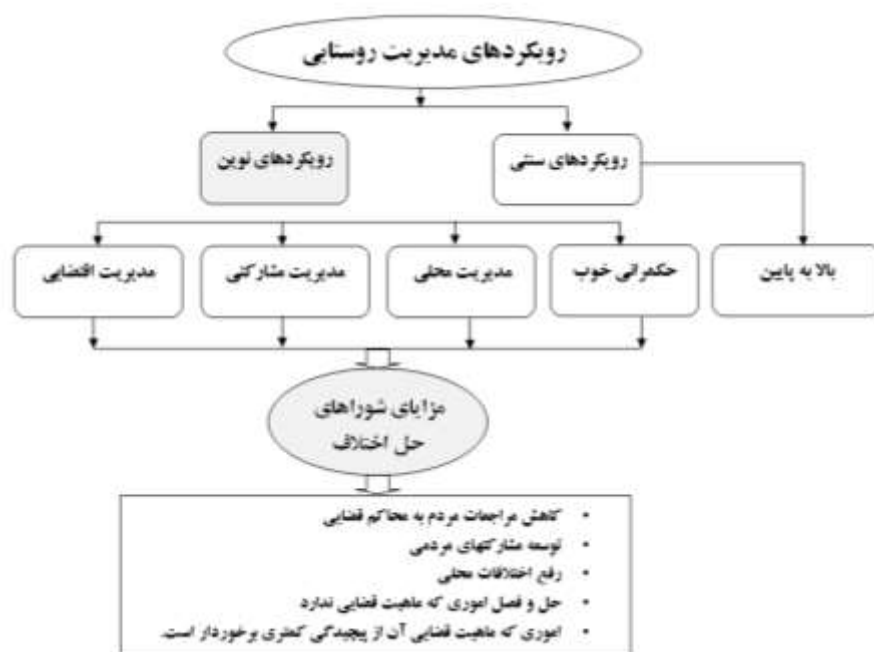 رویکردهای مدیریت روستایی
رویکردهای سنتی
رویکردهای نوین
بالا به پایین
حکمرانی خوب
مدیریت محلی
مدیریت مشارکتی
مدیریت اقتضایی
مزایای شوراهای
حل اختلاف
• کاهش مراجعات مردم به محاکم قضایی
• توسعه مشارکتهای مردمی
• رفع اختلافات محلی
• حل و فصل اموری که ماهیت قضایی ندارد
• اموری که ماهیت قضایی آن از پیچیدگی کمتری برخوردار است.